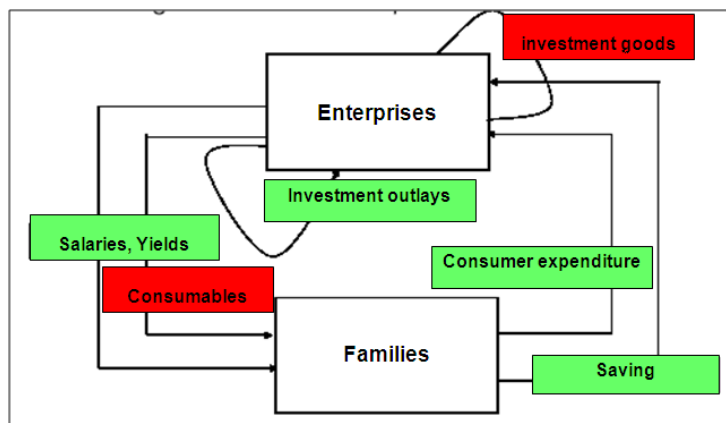 investment goods
Enterprises
Investment outlays
Salaries, Yields
Consumer expenditure
Consumables
Families
Saving